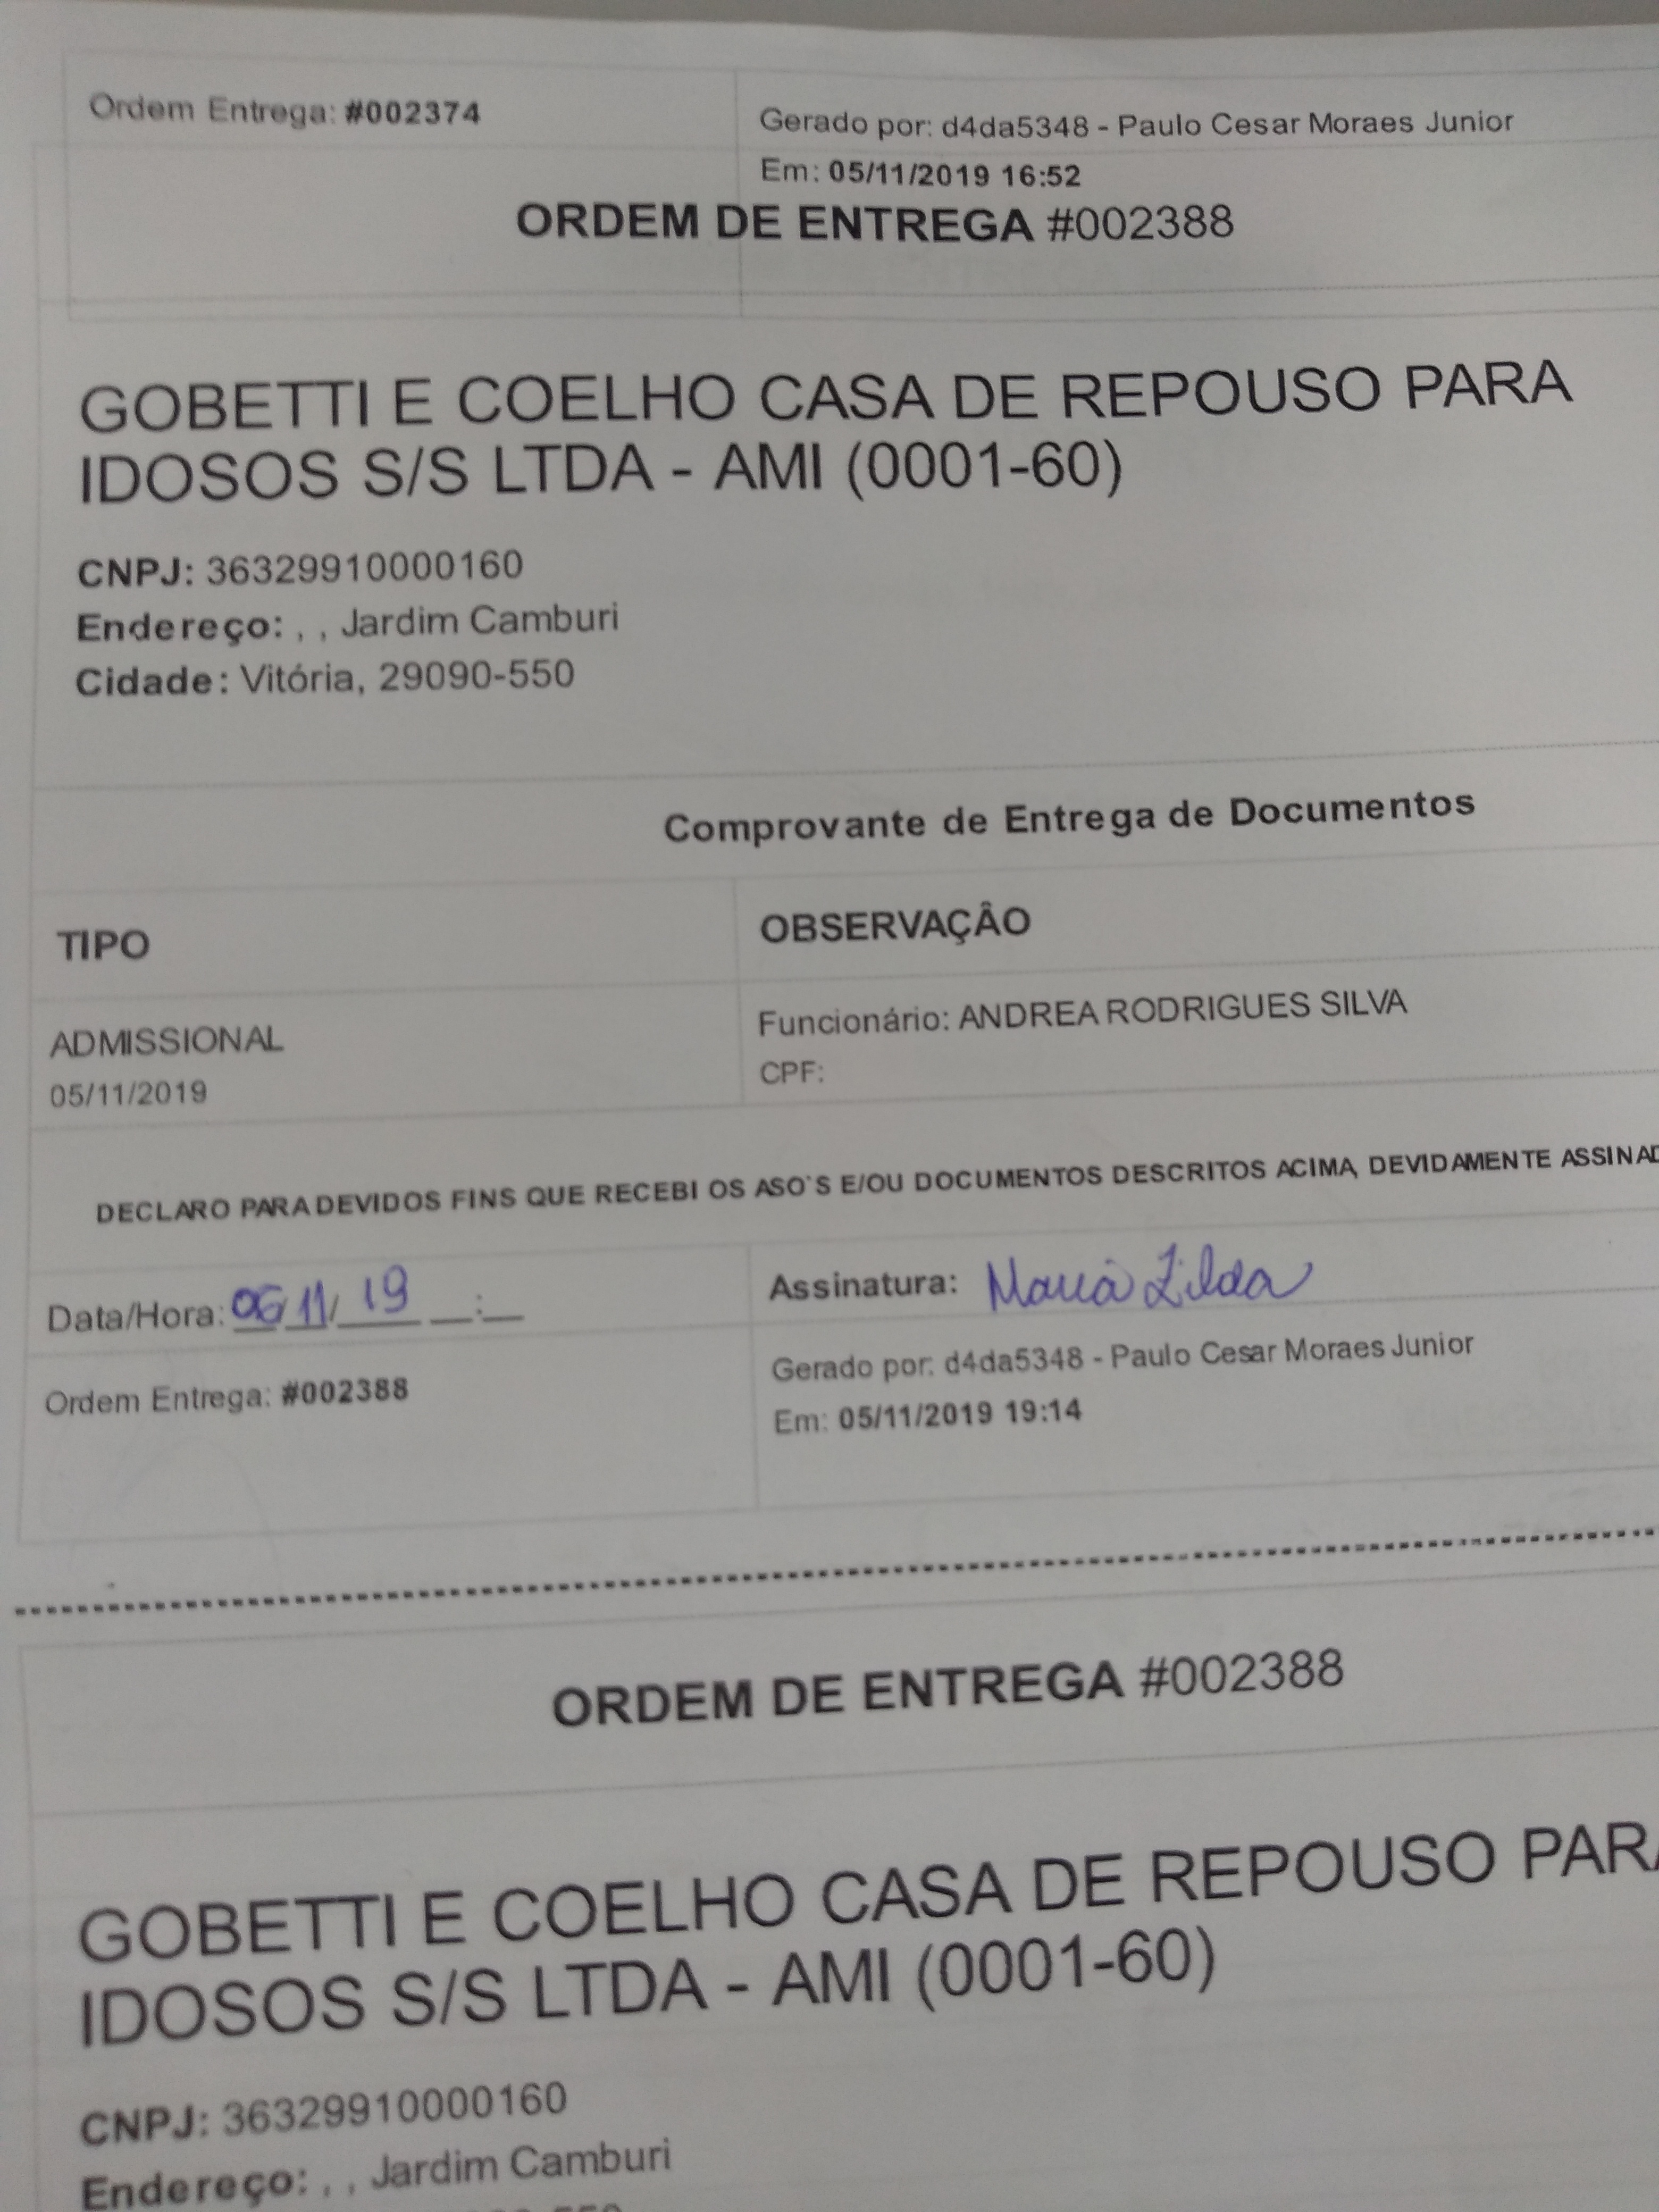 Ordem Entrega: #002374
Gerado por: d4da5348 - Paulo Cesar Moraes Junior
Em: 05/11/2019 16:52
ORDEM DE ENTREGA #002388
GOBETTI E COELHO CASA DE REPOUSO PARA
IDOSOS S/S LTDA - AMI (0001-60)
CNPJ: 36329910000160
Endereço: , , Jardim Camburi
Cidade: Vitória, 29090-550
Comprovante de Entrega de Documentos
TIPO
OBSERVAÇÃO
ADMISSIONAL
05/11/2019
Funcionário: ANDREA RODRIGUES SILVA
CPF:
DECLARO PARA DEVIDOS FINS QUE RECEBI OS ASO`S E/OU DOCUMENTOS DESCRITOS ACIMA, DEVIDAMENTE ASSINAD
Data/Hora: 06/11/19 __:__
Assinatura: Maria Zilda
Ordem Entrega: #002388
Gerado por: d4da5348 - Paulo Cesar Moraes Junior
Em: 05/11/2019 19:14
ORDEM DE ENTREGA #002388
GOBETTI E COELHO CASA DE REPOUSO PARA
IDOSOS S/S LTDA - AMI (0001-60)
CNPJ: 36329910000160
Endereço: , , Jardim Camburi